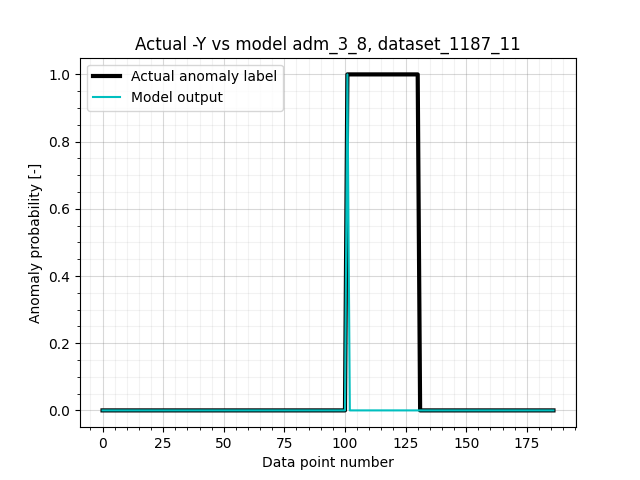 Actual -Y vs model adm_3_8, dataset_1187_11
Actual anomaly label
Model output
Anomaly probability [-]
1.0
0.8
0.6
0.4
0.2
0.0
0 25 50 75 100 125 150 175
Data point number